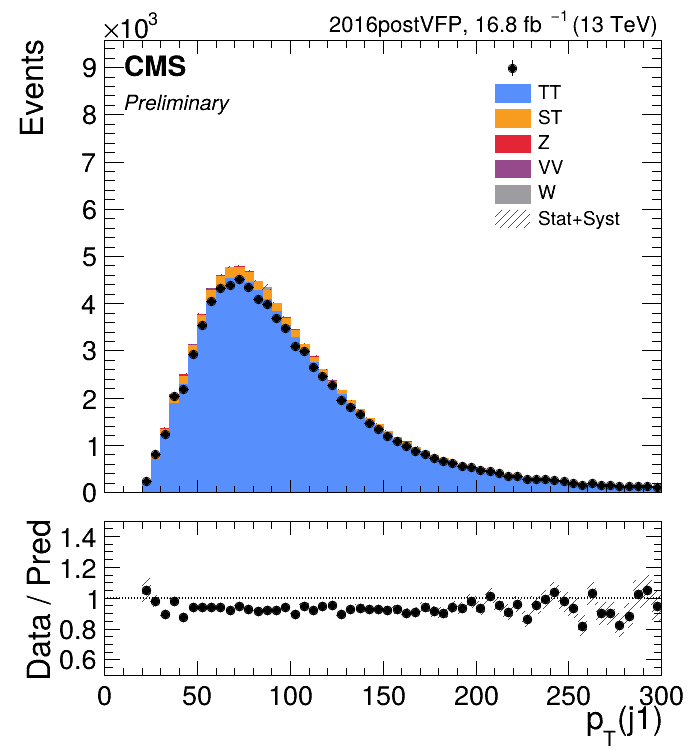 ×10³
2016postVFP, 16.8 fb ⁻¹ (13 TeV)
Events
CMS
Preliminary
TT
ST
Z
VV
W
Stat+Syst
9
8
7
6
5
4
3
2
1
0
Data / Pred
1.4
1.2
1
0.8
0.6
0 50 100 150 200 250 300
p_T(j1)